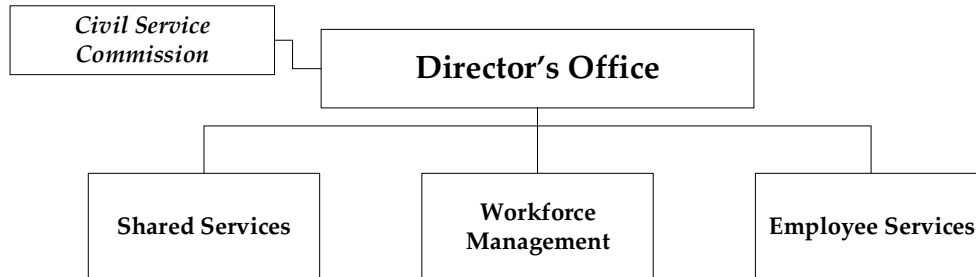 Civil Service
Commission
Director’s Office
Shared Services
Workforce
Management
Employee Services